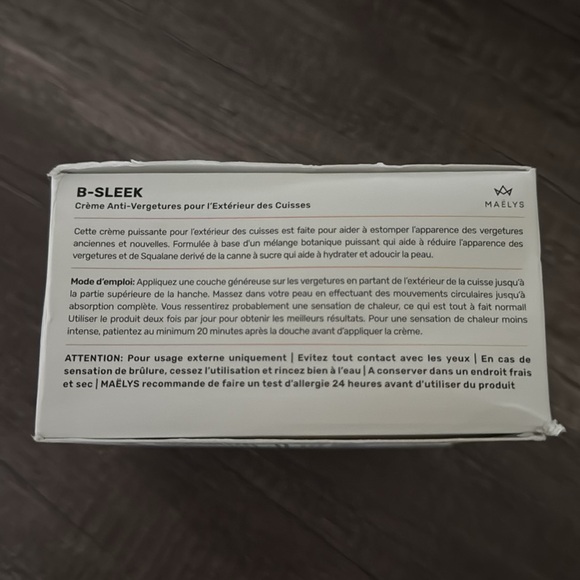 B-SLEEK
Crème Anti-Vergetures pour l'Extérieur des Cuisses
MAËLYS
Cette crème puissante pour l'extérieur des cuisses est faite pour aider à estomper l'apparence des vergetures
anciennes et nouvelles. Formulée à base d'un mélange botanique puissant qui aide à réduire l'apparence des
vergetures et de Squalane derivé de la canne à sucre qui aide à hydrater et adoucir la peau.
Mode d'emploi: Appliquez une couche généreuse sur les vergetures en partant de l'extérieur de la cuisse jusqu'à
la partie supérieure de la hanche. Massez dans votre peau en effectuant des mouvements circulaires jusqu'à
absorption complète. Vous ressentirez probablement une sensation de chaleur, ce qui est tout à fait normal!
Utiliser le produit deux fois par jour pour obtenir les meilleurs résultats. Pour une sensation de chaleur moins
intense, patientez au minimum 20 minutes après la douche avant d'appliquer la crème.
ATTENTION: Pour usage externe uniquement | Evitez tout contact avec les yeux | En cas de
sensation de brûlure, cessez l'utilisation et rincez bien à l'eau | A conserver dans un endroit frais
et sec | MAËLYS recommande de faire un test d'allergie 24 heures avant d'utiliser du produit